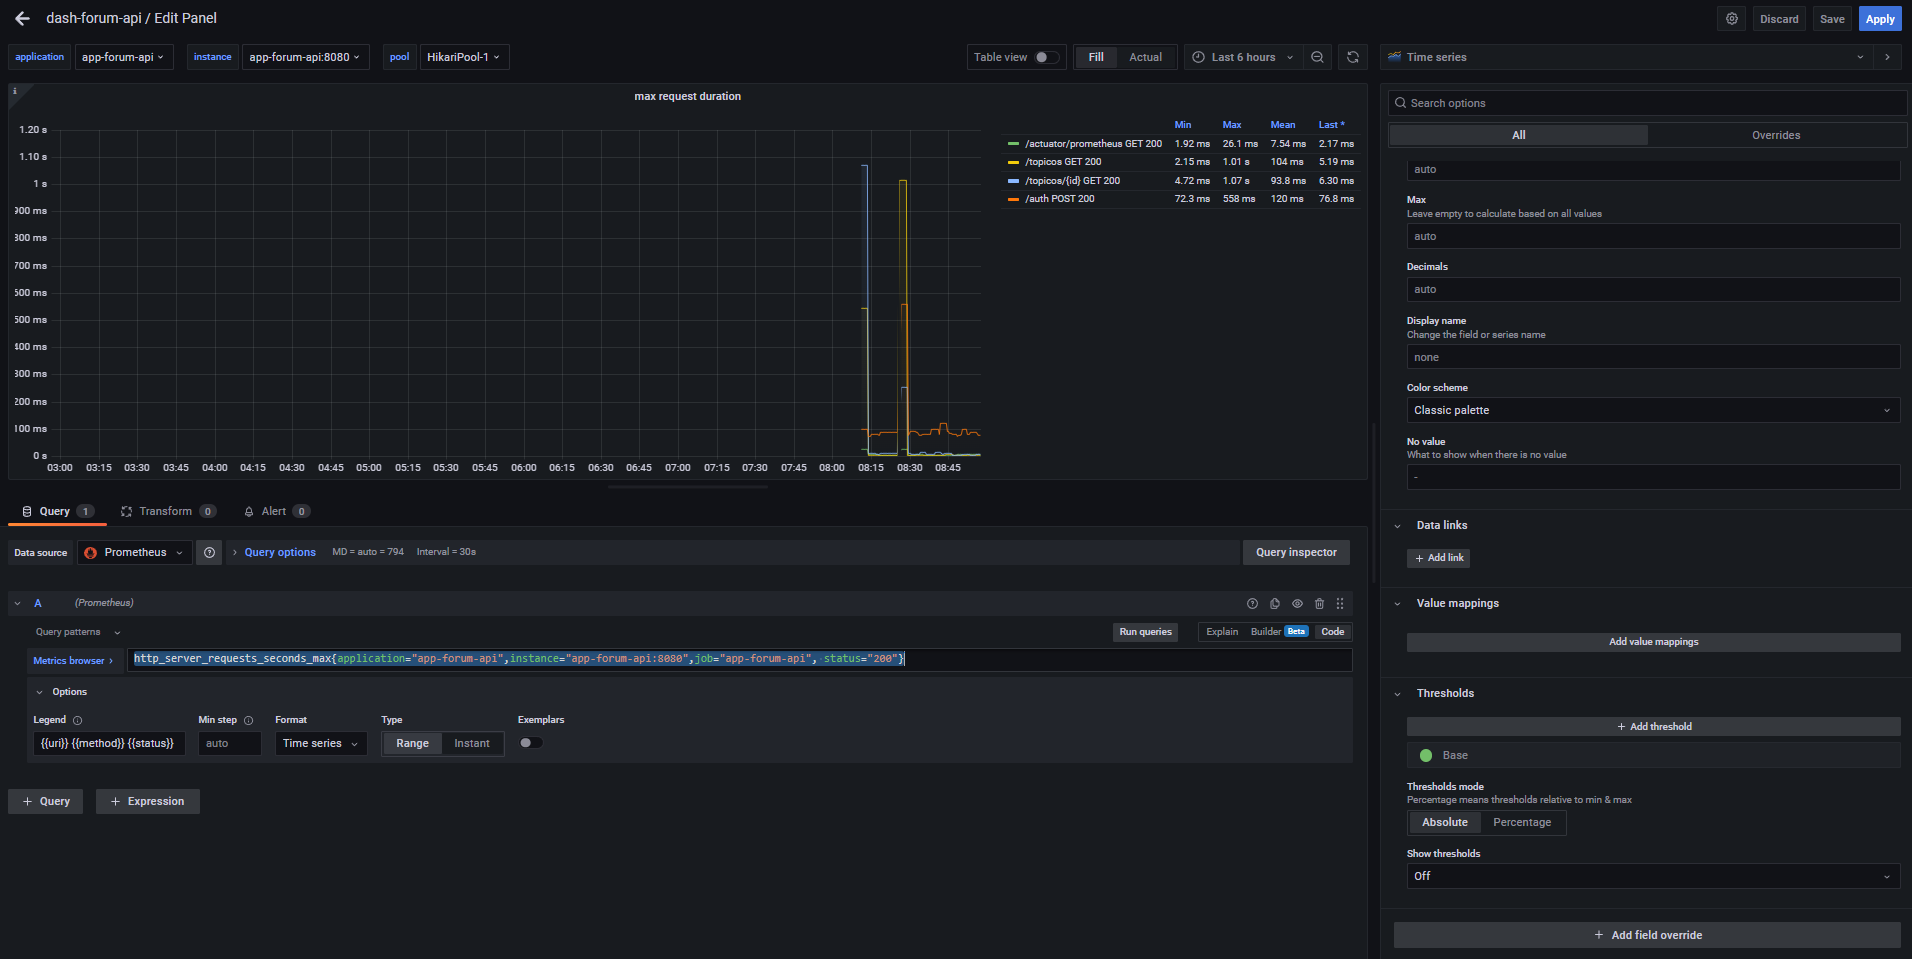 dash-forum-api / Edit Panel
Discard Save Apply
application app-forum-api instance app-forum-api:8080 pool HikariPool-1
Table view Fill Actual Last 6 hours
Time series
max request duration
1.20 s
1.10 s
1 s
900 ms
800 ms
700 ms
600 ms
500 ms
400 ms
300 ms
200 ms
100 ms
0 s
03:00 03:15 03:30 03:45 04:00 04:15 04:30 04:45 05:00 05:15 05:30 05:45 06:00 06:15 06:30 06:45 07:00 07:15 07:30 07:45 08:00 08:15 08:30 08:45
Min Max Mean Last *
/actuator/prometheus GET 200 1.92 ms 26.1 ms 7.54 ms 2.17 ms
/topicos GET 200 2.15 ms 1.01 s 104 ms 5.19 ms
/topicos/{id} GET 200 4.72 ms 1.07 s 93.8 ms 6.30 ms
/auth POST 200 72.3 ms 558 ms 120 ms 76.8 ms
Query 1 Transform 0 Alert 0
Data source Prometheus Query options MD = auto = 794 Interval = 30s Query inspector
A (Prometheus)
Query patterns Run queries Explain Builder Beta Code
Metrics browser > http_server_requests_seconds_max{application="app-forum-api",instance="app-forum-api:8080",job="app-forum-api", status="200"}
Options
Legend Min step Format Type Exemplars
{{uri}} {{method}} {{status}} auto Time series Range Instant
+ Query + Expression
Search options
All Overrides
auto
Max
Leave empty to calculate based on all values
auto
Decimals
auto
Display name
Change the field or series name
none
Color scheme
Classic palette
No value
What to show when there is no value
-
Data links
+ Add link
Value mappings
Add value mappings
Thresholds
+ Add threshold
Base
Thresholds mode
Percentage means thresholds relative to min & max
Absolute Percentage
Show thresholds
Off
+ Add field override